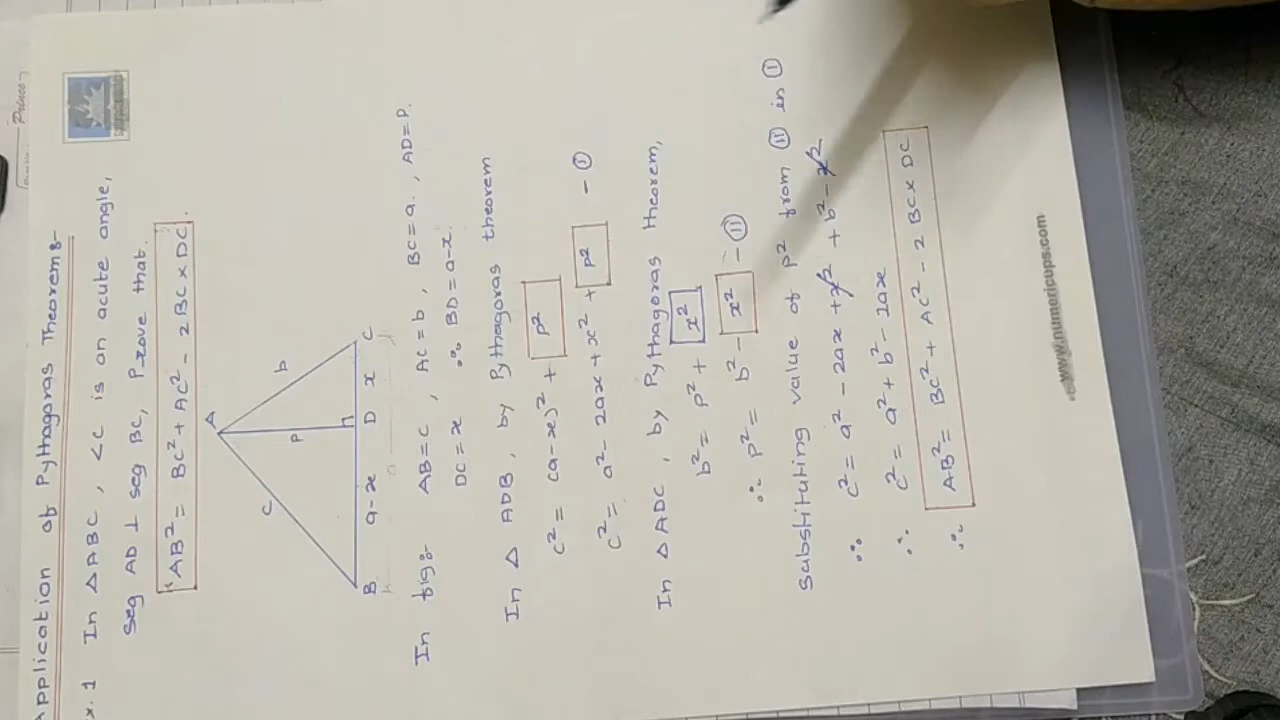 Application of Pythagoras Theorem:-
x. 1 In △ABC, <C is an acute angle,
Seg AD ⊥ seg BC, Prove that.
AB² = BC² + AC² - 2BC × DC.
A
c
P
b
B a-x D x C
In fig:- AB=c, AC=b, BC=a, AD=P.
DC=x ∴ BD=a-x.
In △ ADB, by Pythagoras theorem
c² = (a-x)² + P²
c² = a² - 2ax + x² + P² - Ⓘ
In △ADC, by Pythagoras theorem,
b² = P² + x²
∴ P² = b² - x² - Ⓘⓘ
Substituting value of P² from Ⓘⓘ in Ⓘ
∴ c² = a² - 2ax + x² + b² - x²
∴ c² = a² + b² - 2ax
∴ AB² = BC² + AC² - 2 BC × DC
www.numericups.com
Prince